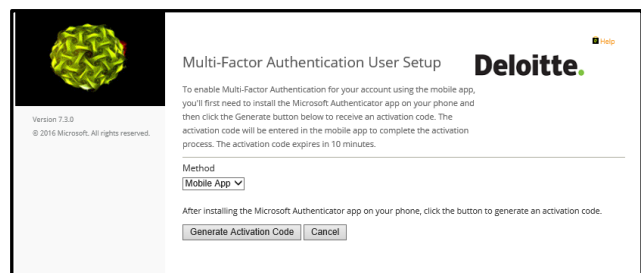 Help
Multi-Factor Authentication User Setup
Deloitte.
To enable Multi-Factor Authentication for your account using the mobile app,
you'll first need to install the Microsoft Authenticator app on your phone and
then click the Generate button below to receive an activation code. The
activation code will be entered in the mobile app to complete the activation
process. The activation code expires in 10 minutes.
Version 7.3.0
© 2016 Microsoft. All rights reserved.
Method
Mobile App
After installing the Microsoft Authenticator app on your phone, click the button to generate an activation code.
Generate Activation Code Cancel